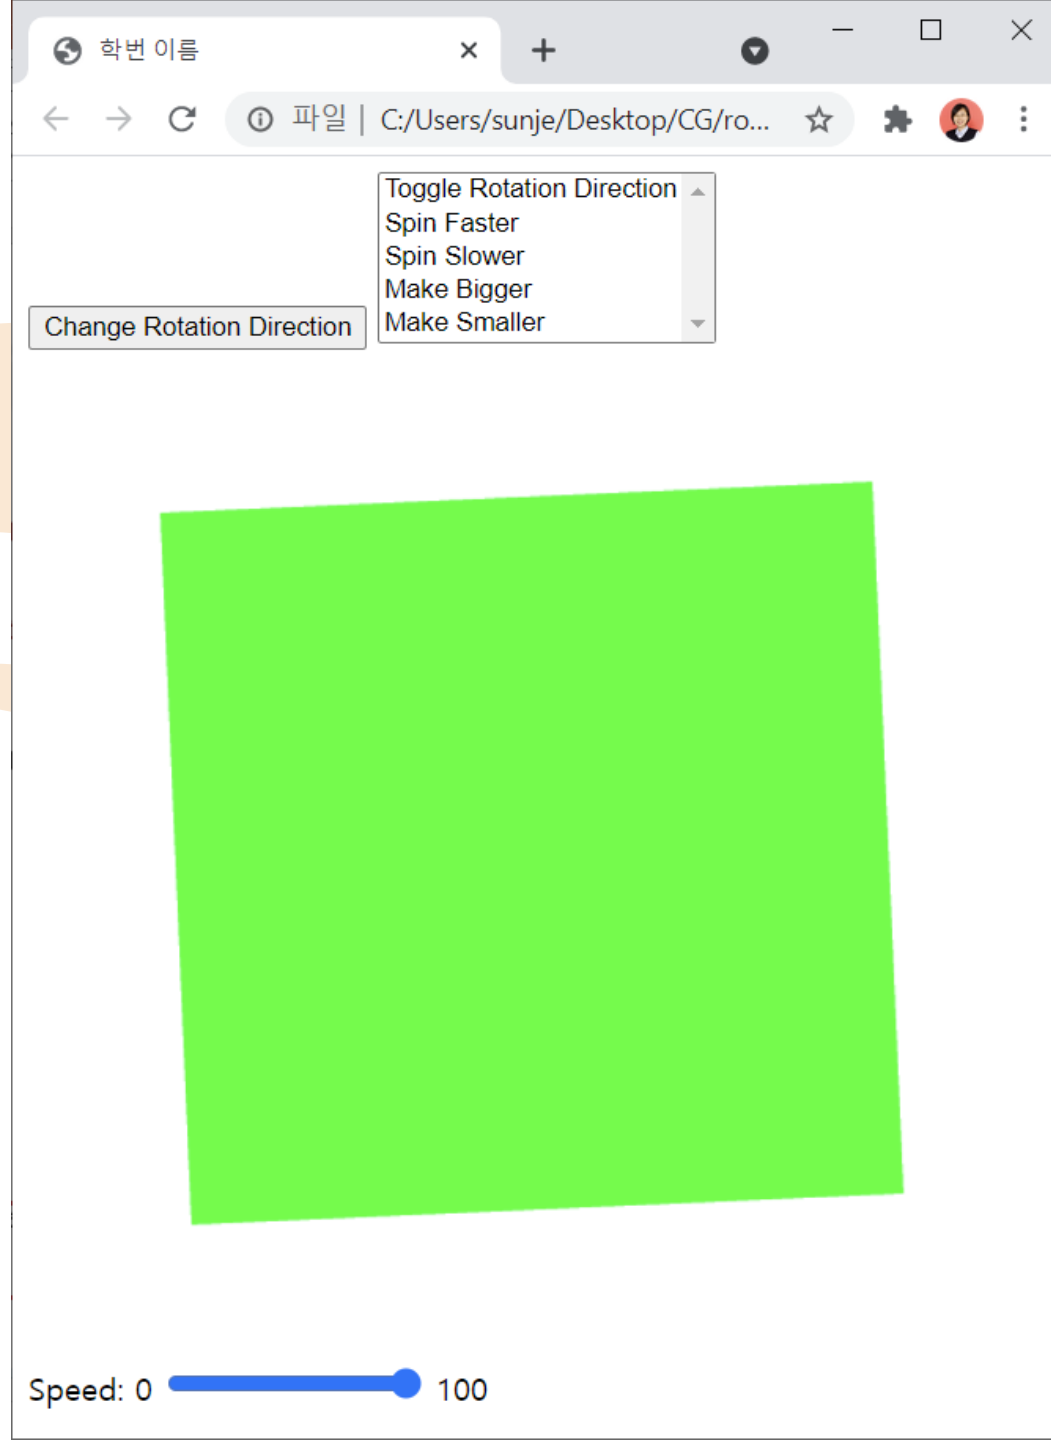 학번 이름
파일 | C:/Users/sunje/Desktop/CG/ro...
Toggle Rotation Direction
Spin Faster
Spin Slower
Make Bigger
Make Smaller
Change Rotation Direction
Speed: 0 100